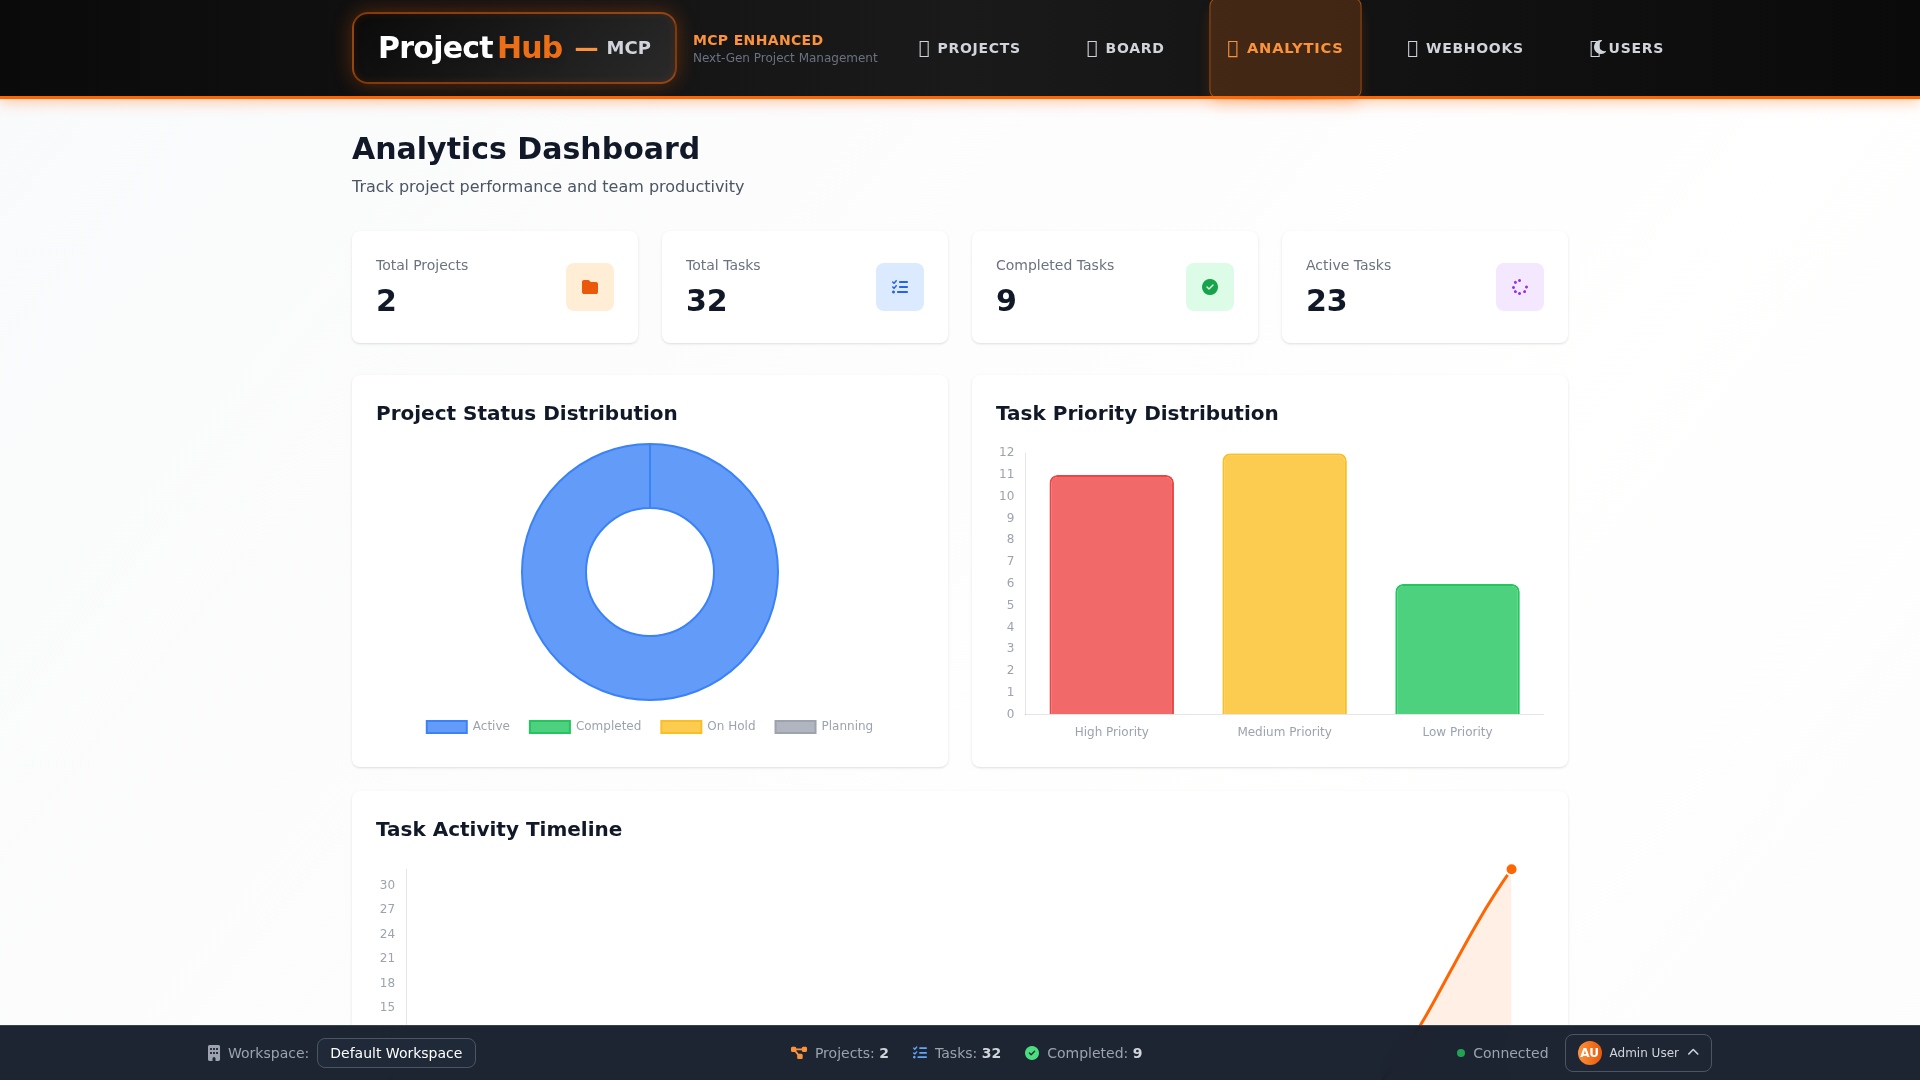 ProjectHub — MCP
MCP ENHANCED
Next-Gen Project Management
PROJECTS
BOARD
ANALYTICS
WEBHOOKS
USERS
Analytics Dashboard
Track project performance and team productivity
Total Projects
2
Total Tasks
32
Completed Tasks
9
Active Tasks
23
Project Status Distribution
Active
Completed
On Hold
Planning
Task Priority Distribution
12
11
10
9
8
7
6
5
4
3
2
1
0
High Priority
Medium Priority
Low Priority
Task Activity Timeline
30
27
24
21
18
15
Workspace: Default Workspace
Projects: 2
Tasks: 32
Completed: 9
Connected
AU Admin User